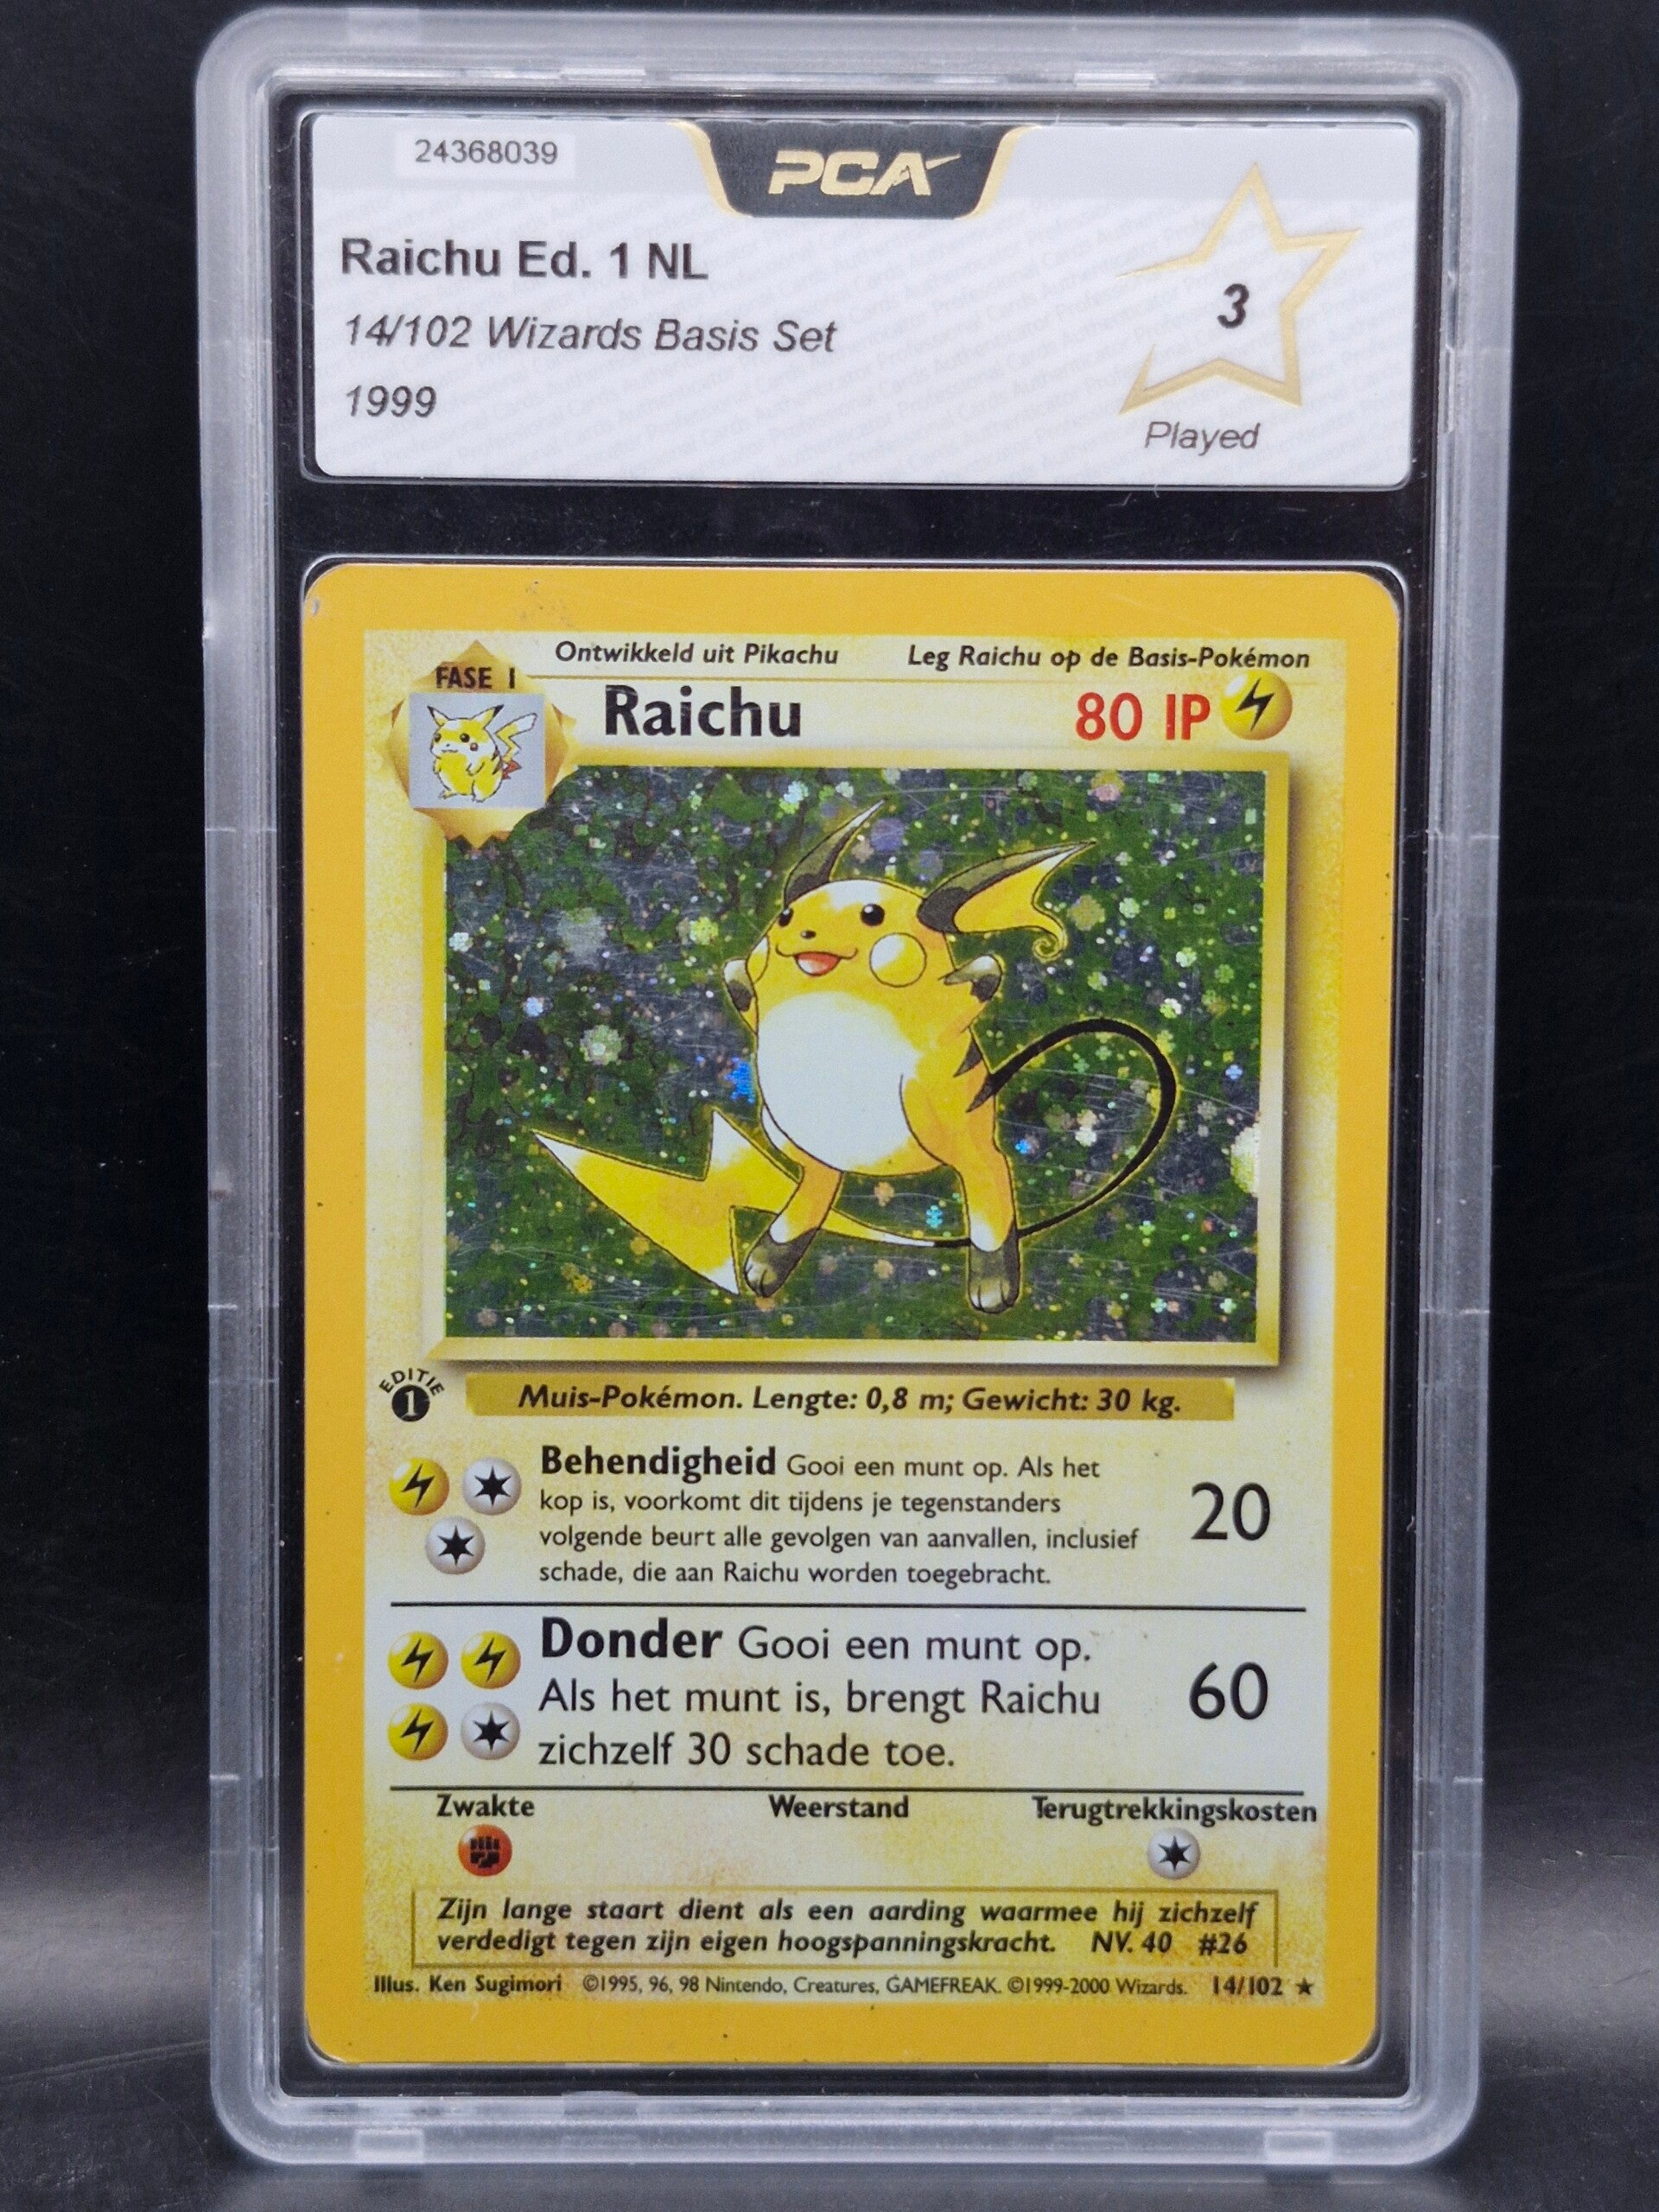 24368039
PCA
Raichu Ed. 1 NL
14/102 Wizards Basis Set
1999
3
Played
Ontwikkeld uit Pikachu Leg Raichu op de Basis-Pokémon
FASE 1
Raichu 80 IP
EDITIE
1
Muis-Pokémon. Lengte: 0,8 m; Gewicht: 30 kg.
Behendigheid Gooi een munt op. Als het
kop is, voorkomt dit tijdens je tegenstanders
volgende beurt alle gevolgen van aanvallen, inclusief
schade, die aan Raichu worden toegebracht.
20
Donder Gooi een munt op.
Als het munt is, brengt Raichu
zichzelf 30 schade toe.
60
Zwakte Weerstand Terugtrekkingskosten
Zijn lange staart dient als een aarding waarmee hij zichzelf
verdedigt tegen zijn eigen hoogspanningskracht. NV. 40 #26
Illus. Ken Sugimori ©1995, 96, 98 Nintendo, Creatures, GAMEFREAK. ©1999-2000 Wizards. 14/102 ★